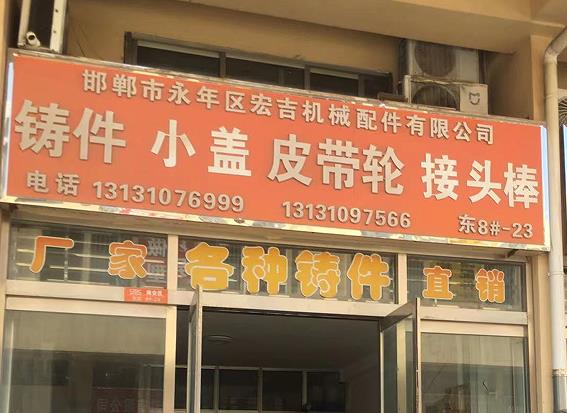 邯郸市永年区宏吉机械配件有限公司
铸件 小盖 皮带轮 接头棒
电话 13131076999 13131097566 东8#-23
厂家 各种铸件 直销